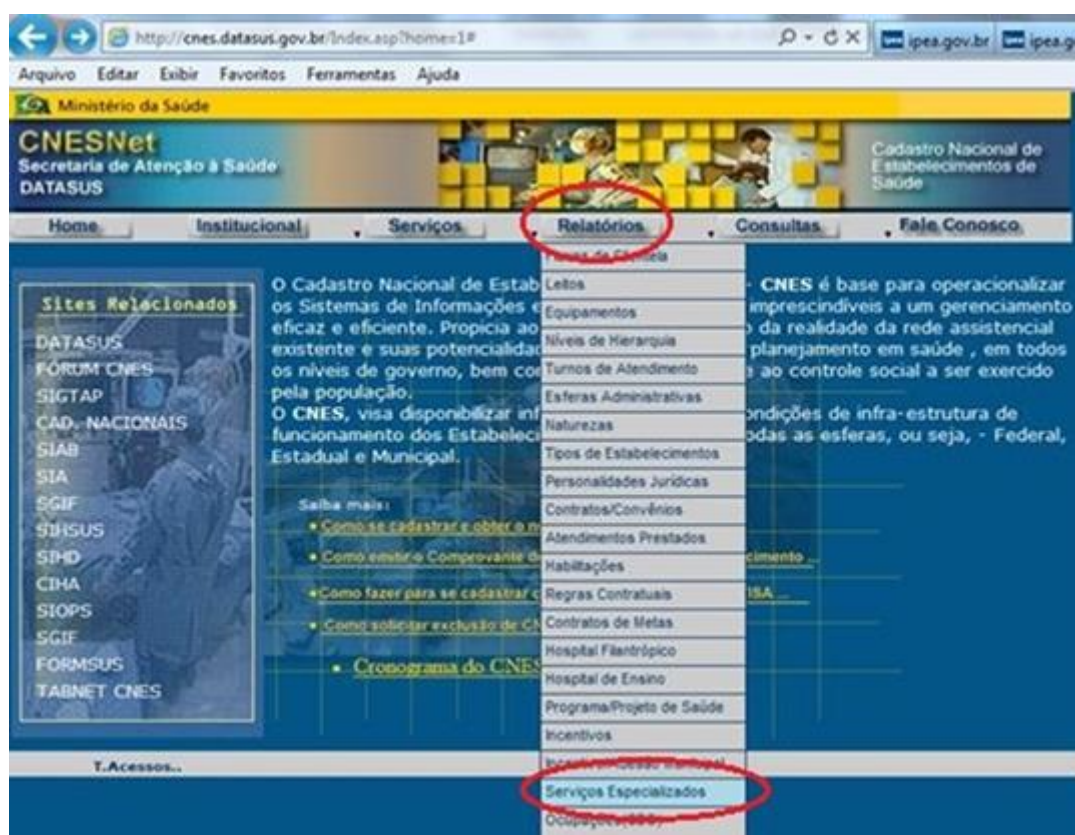 http://cnes.datasus.gov.br/Index.asp?home=1#
ipea.gov.br
ipea.g
Arquivo Editar Exibir Favoritos Ferramentas Ajuda
Ministério da Saúde
CNESNet
Secretaria de Atenção à Saúde
DATASUS
Cadastro Nacional de
Estabelecimentos de
Saúde
Home Institucional Serviços Relatórios Consultas Fale Conosco
Sites Relacionados
DATASUS
FÓRUM CNES
SIGTAP
CAD. NACIONAIS
SIAB
SIA
SGIF
SIHSUS
SIHD
CIHA
SIOPS
SGIF
FORMSUS
TABNET CNES
O Cadastro Nacional de Estab - CNES é base para operacionalizar
os Sistemas de Informações e imprescindíveis a um gerenciamento
eficaz e eficiente. Propicia ao o da realidade da rede assistencial
existente e suas potencialidad planejamento em saúde , em todos
os níveis de governo, bem cor e ao controle social a ser exercido
pela população.
O CNES, visa disponibilizar inf ondições de infra-estrutura de
funcionamento dos Estabeleci odas as esferas, ou seja, - Federal,
Estadual e Municipal.
Saiba mais:
• Como se cadastrar e obter o n
• Como emitir o Comprovante d cimento ...
• Como fazer para se cadastrar c ISA ...
• Como solicitar exclusão de CN
• Cronograma do CNES
Leitos
Equipamentos
Níveis de Hierarquia
Turnos de Atendimento
Esferas Administrativas
Naturezas
Tipos de Estabelecimentos
Personalidades Jurídicas
Contratos/Convênios
Atendimentos Prestados
Habilitações
Regras Contratuais
Contratos de Metas
Hospital Filantrópico
Hospital de Ensino
Programa/Projeto de Saúde
Incentivos
Serviços Especializados
T.Acessos..